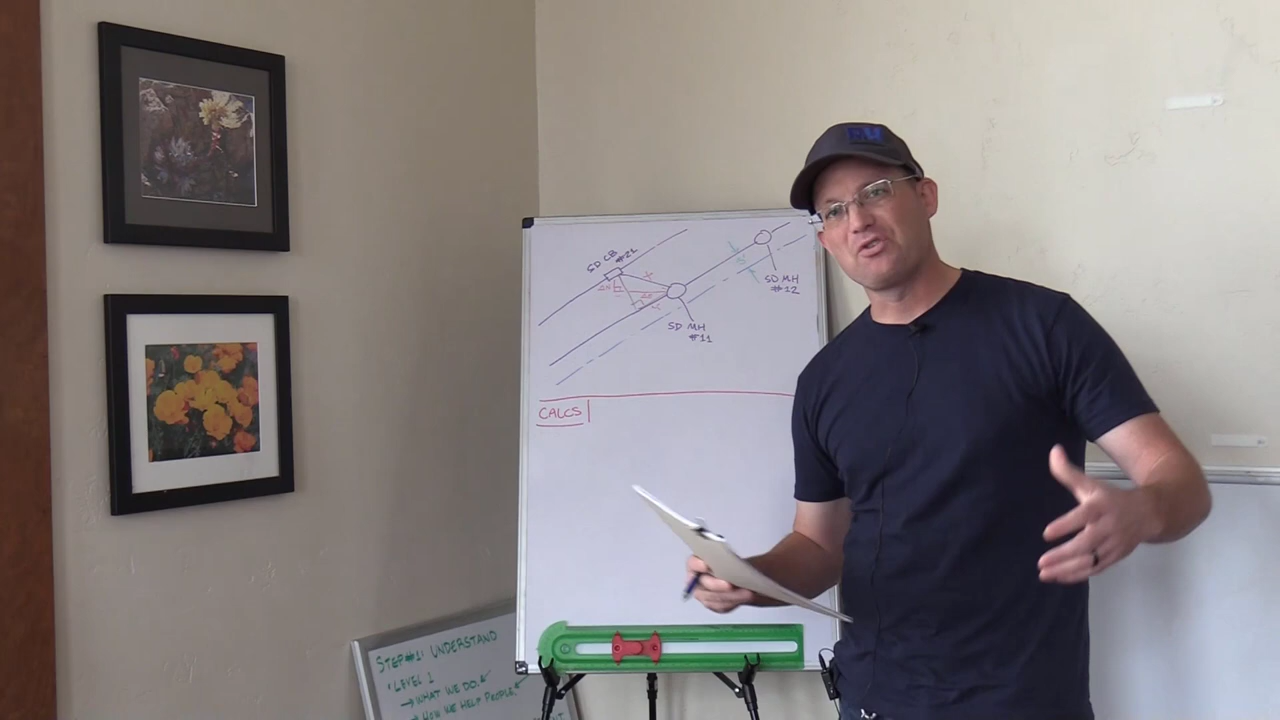 SD CB
#21
SD MH
#12
SD MH
#11
CALCS
STEP#1: UNDERSTAND
• LEVEL 1
→ WHAT WE DO
→ HOW WE HELP PEOPLE